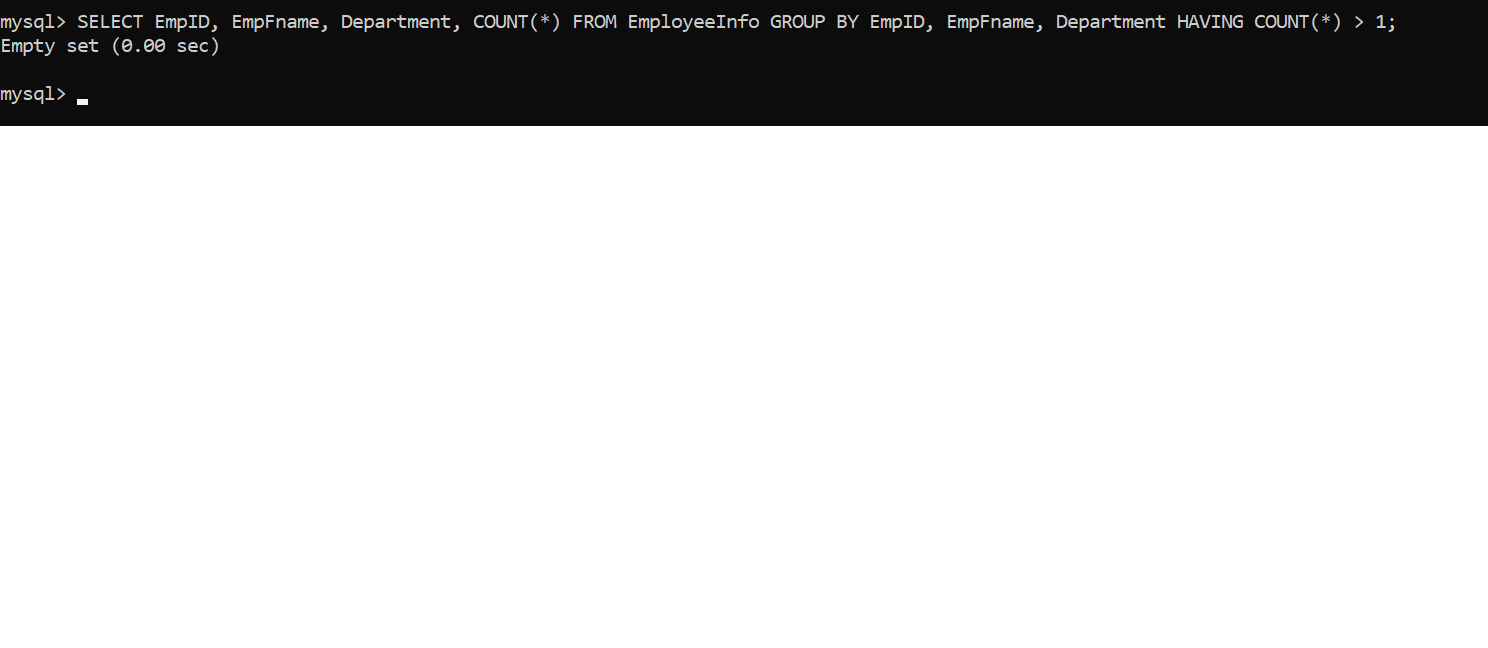 mysql> SELECT EmpID, EmpFname, Department, COUNT(*) FROM EmployeeInfo GROUP BY EmpID, EmpFname, Department HAVING COUNT(*) > 1;
Empty set (0.00 sec)
mysql>